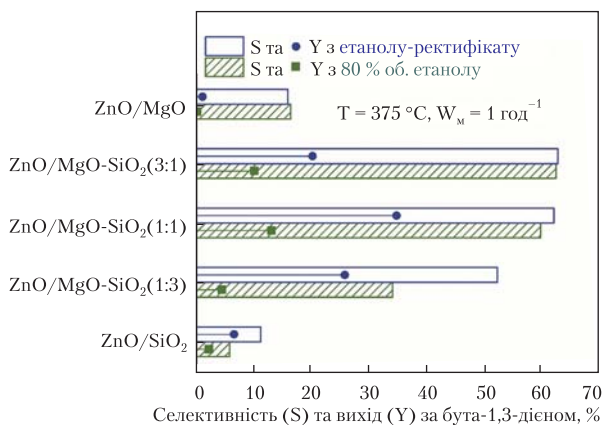 S та Y з етанолу-ректифікату
S та Y з 80 % об. етанолу
T = 375 °C, Wм = 1 год⁻¹
ZnO/MgO
ZnO/MgO-SiO₂(3:1)
ZnO/MgO-SiO₂(1:1)
ZnO/MgO-SiO₂(1:3)
ZnO/SiO₂
0 10 20 30 40 50 60 70
Селективність (S) та вихід (Y) за бута-1,3-дієном, %